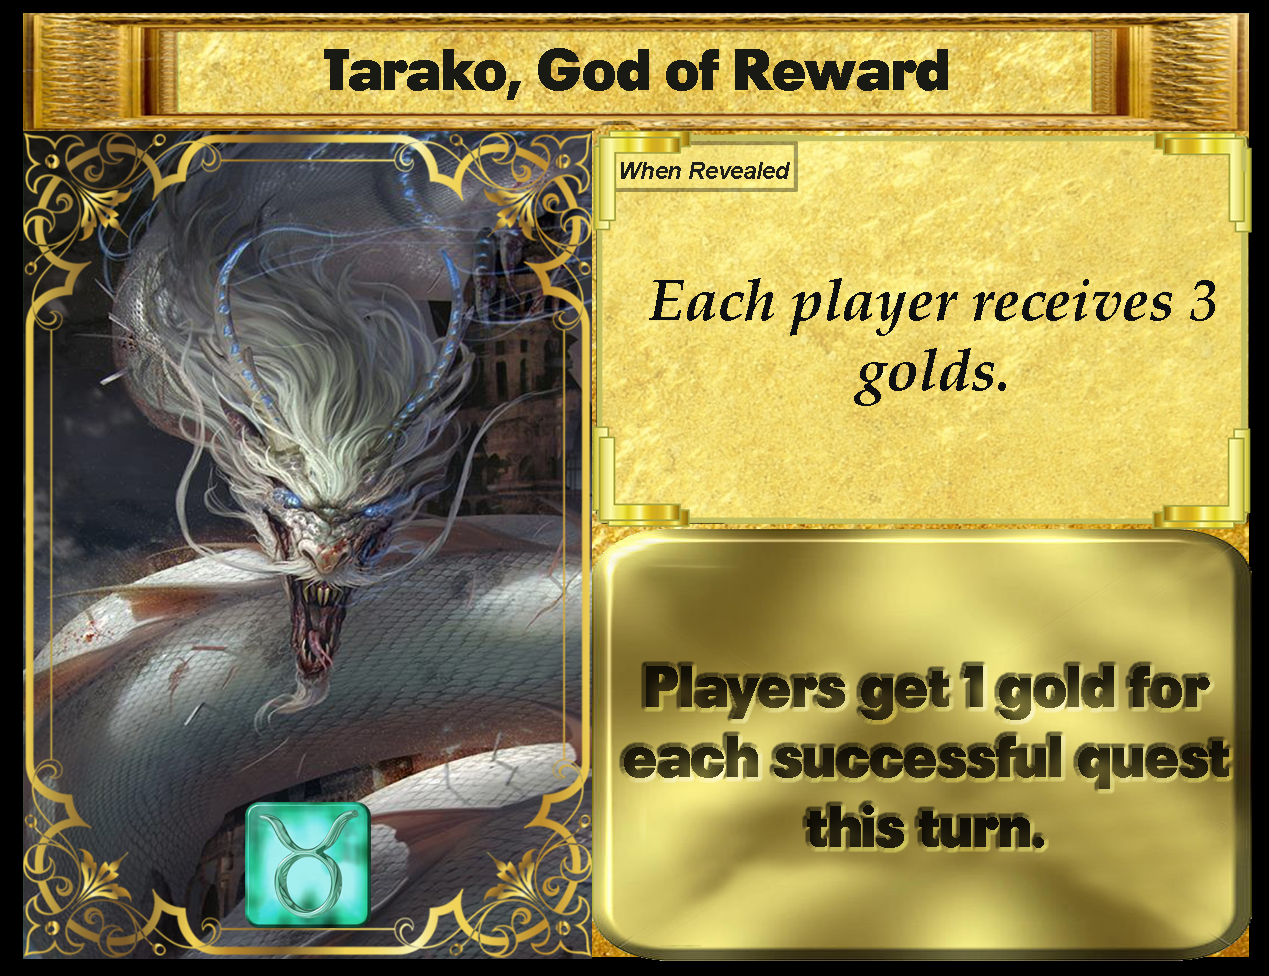 Tarako, God of Reward
When Revealed
Each player receives 3
golds.
Players get 1 gold for
each successful quest
this turn.